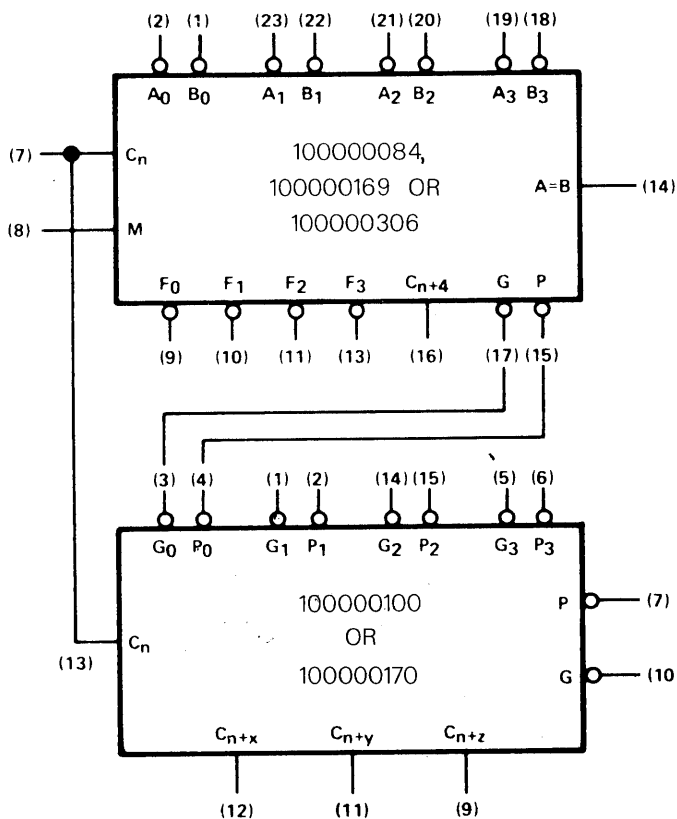 (2) (1) (23) (22) (21) (20) (19) (18)
A0 B0 A1 B1 A2 B2 A3 B3
(7) Cn 100000084,
100000169 OR A=B (14)
(8) M 100000306
F0 F1 F2 F3 Cn+4 G P
(9) (10) (11) (13) (16) (17) (15)
(3) (4) (1) (2) (14) (15) (5) (6)
G0 P0 G1 P1 G2 P2 G3 P3
100000100 P (7)
Cn OR
(13)
100000170 G (10
Cn+x Cn+y Cn+z
(12) (11) (9)